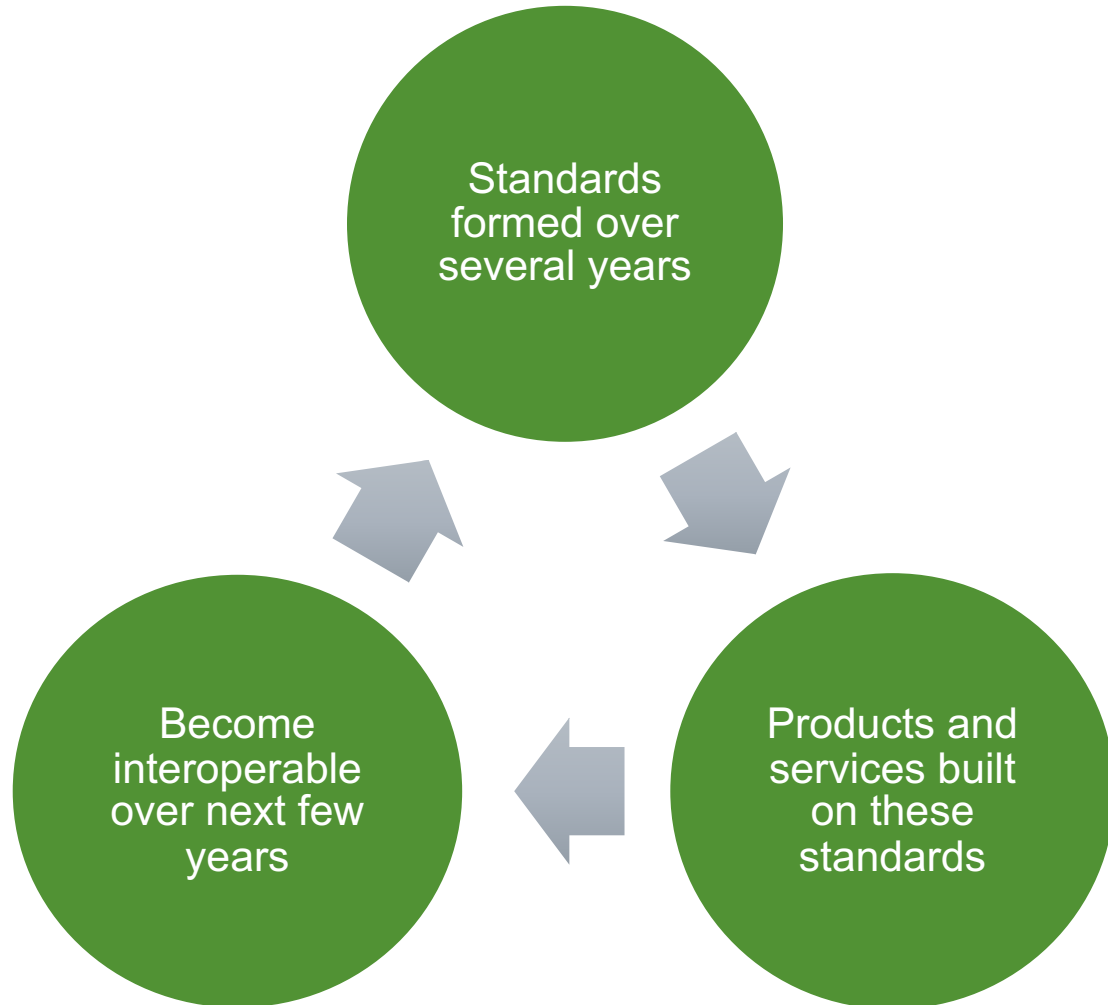 Standards
formed over
several years
Products and
services built
on these
standards
Become
interoperable
over next few
years